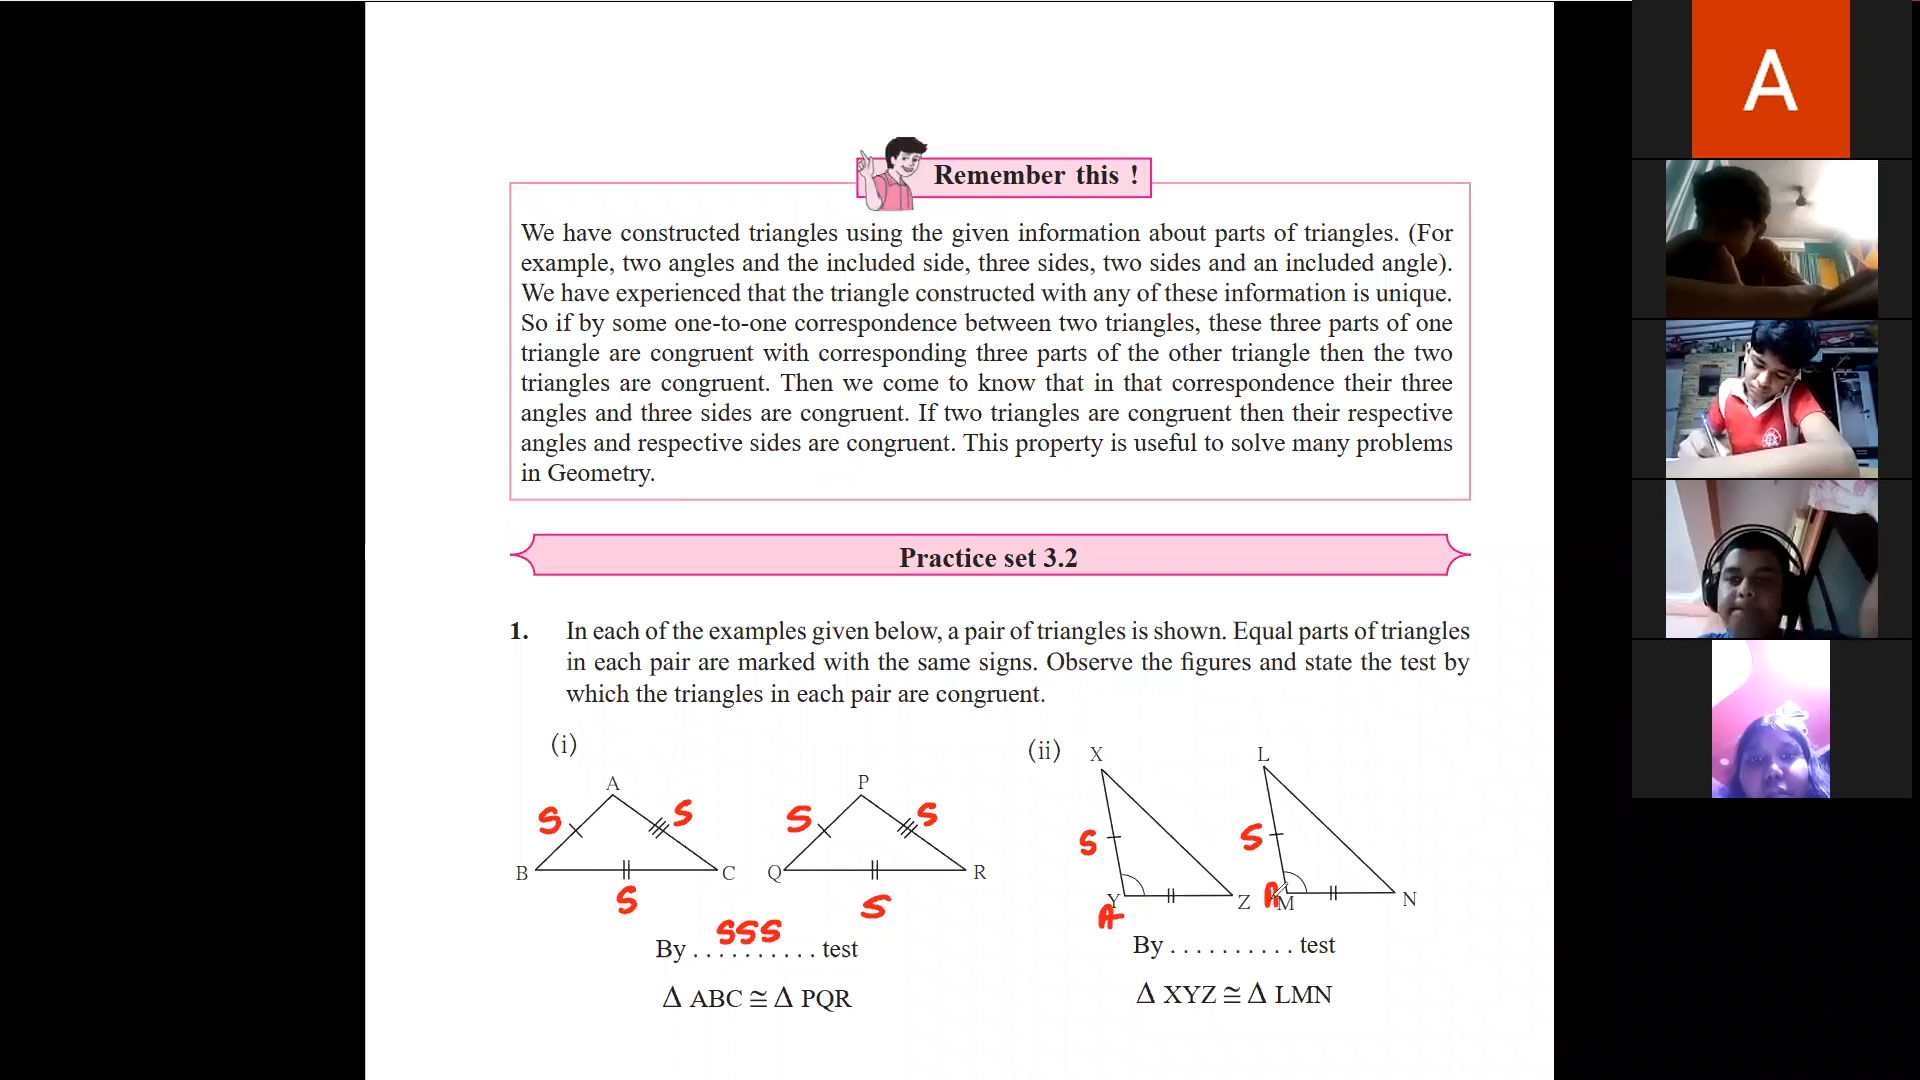 Remember this !
We have constructed triangles using the given information about parts of triangles. (For
example, two angles and the included side, three sides, two sides and an included angle).
We have experienced that the triangle constructed with any of these information is unique.
So if by some one-to-one correspondence between two triangles, these three parts of one
triangle are congruent with corresponding three parts of the other triangle then the two
triangles are congruent. Then we come to know that in that correspondence their three
angles and three sides are congruent. If two triangles are congruent then their respective
angles and respective sides are congruent. This property is useful to solve many problems
in Geometry.
Practice set 3.2
1. In each of the examples given below, a pair of triangles is shown. Equal parts of triangles
in each pair are marked with the same signs. Observe the figures and state the test by
which the triangles in each pair are congruent.
(i)
A
S
S
B
C
S
P
S
S
Q
R
S
SSS
By . . . . . . . . . . test
Δ ABC ≅ Δ PQR
(ii)
X
S
Y
Z
A
L
S
A
M
N
By . . . . . . . . . . test
Δ XYZ ≅ Δ LMN
A